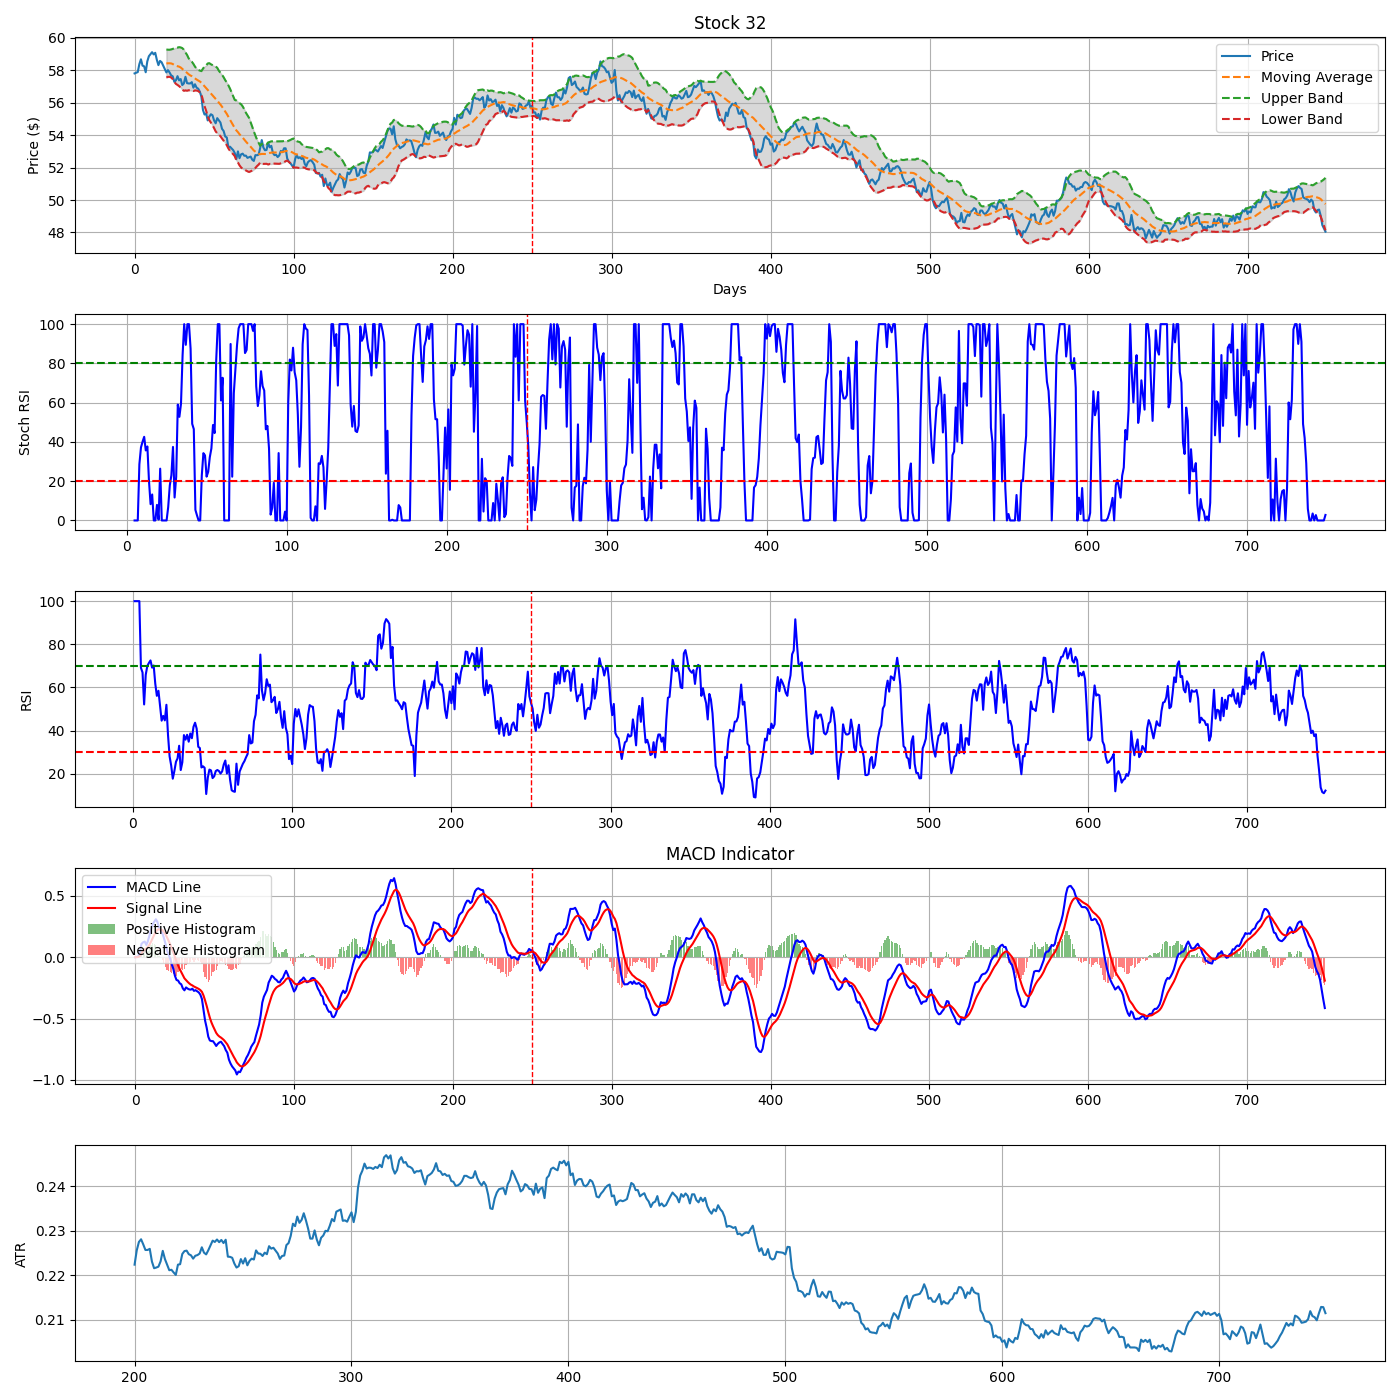 Stock 32
Price ($)
60
58
56
54
52
50
48
Price
Moving Average
Upper Band
Lower Band
0 100 200 300 400 500 600 700
Days
Stoch RSI
100
80
60
40
20
0
0 100 200 300 400 500 600 700
RSI
100
80
60
40
20
0 100 200 300 400 500 600 700
MACD Indicator
0.5
0.0
−0.5
−1.0
MACD Line
Signal Line
Positive Histogram
Negative Histogram
0 100 200 300 400 500 600 700
ATR
0.24
0.23
0.22
0.21
200 300 400 500 600 700